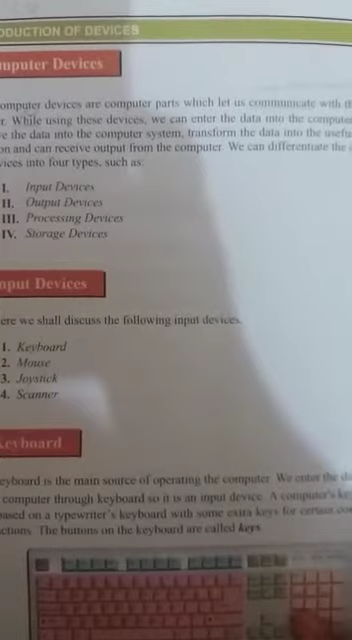 ODUCTION OF DEVICES
mputer Devices
omputer devices are computer parts which let us communicate with th
r. While using these devices, we can enter the data into the computer
e the data into the computer system, transform the data into the usefu
on and can receive output from the computer. We can differentiate the
vices into four types, such as:
I. Input Devices
II. Output Devices
III. Processing Devices
IV. Storage Devices
nput Devices
ere we shall discuss the following input devices.
1. Keyboard
2. Mouse
3. Joystick
4. Scanner
Keyboard
eyboard is the main source of operating the computer. We enter the da
computer through keyboard so it is an input device. A computer's ke
based on a typewriter's keyboard with some extra keys for certain
ctions. The buttons on the keyboard are called keys.